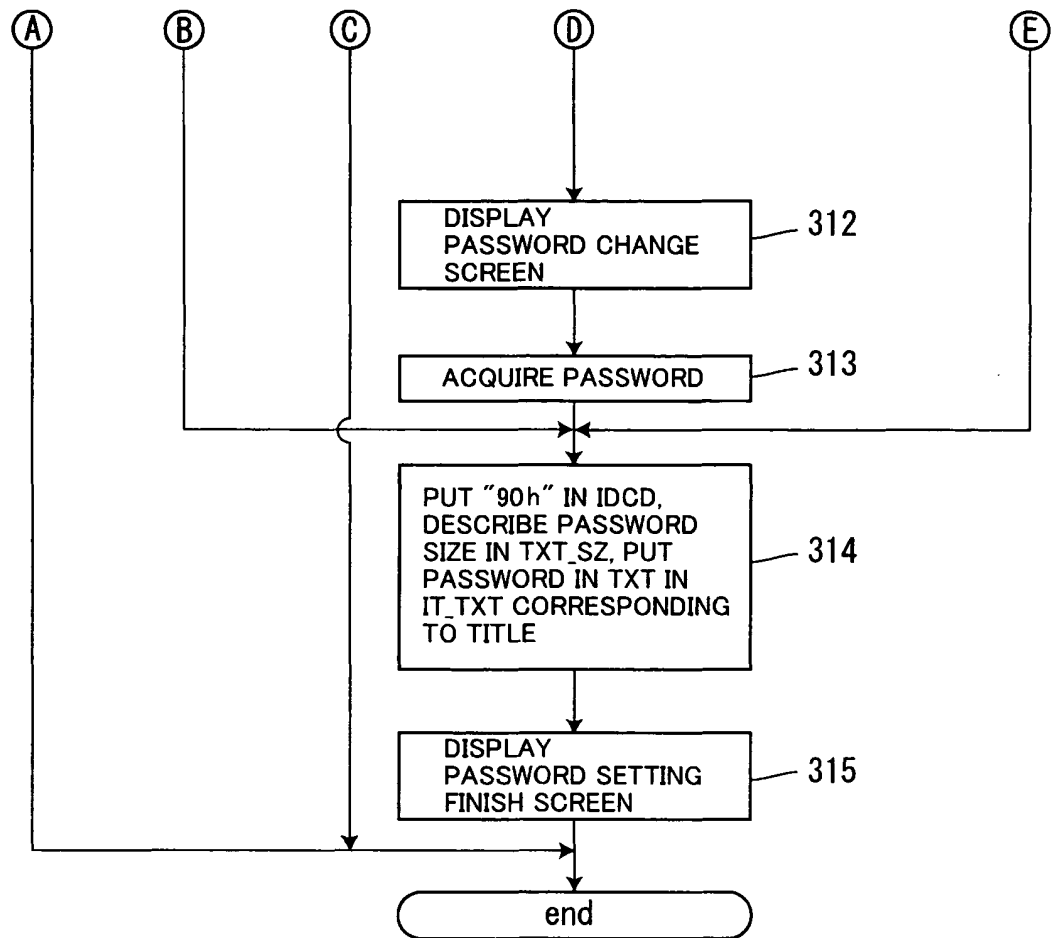 A B C D E
DISPLAY
PASSWORD CHANGE
SCREEN
312
ACQUIRE PASSWORD
313
PUT "90h" IN IDCD,
DESCRIBE PASSWORD
SIZE IN TXT_SZ, PUT
PASSWORD IN TXT IN
IT_TXT CORRESPONDING
TO TITLE
314
DISPLAY
PASSWORD SETTING
FINISH SCREEN
315
end